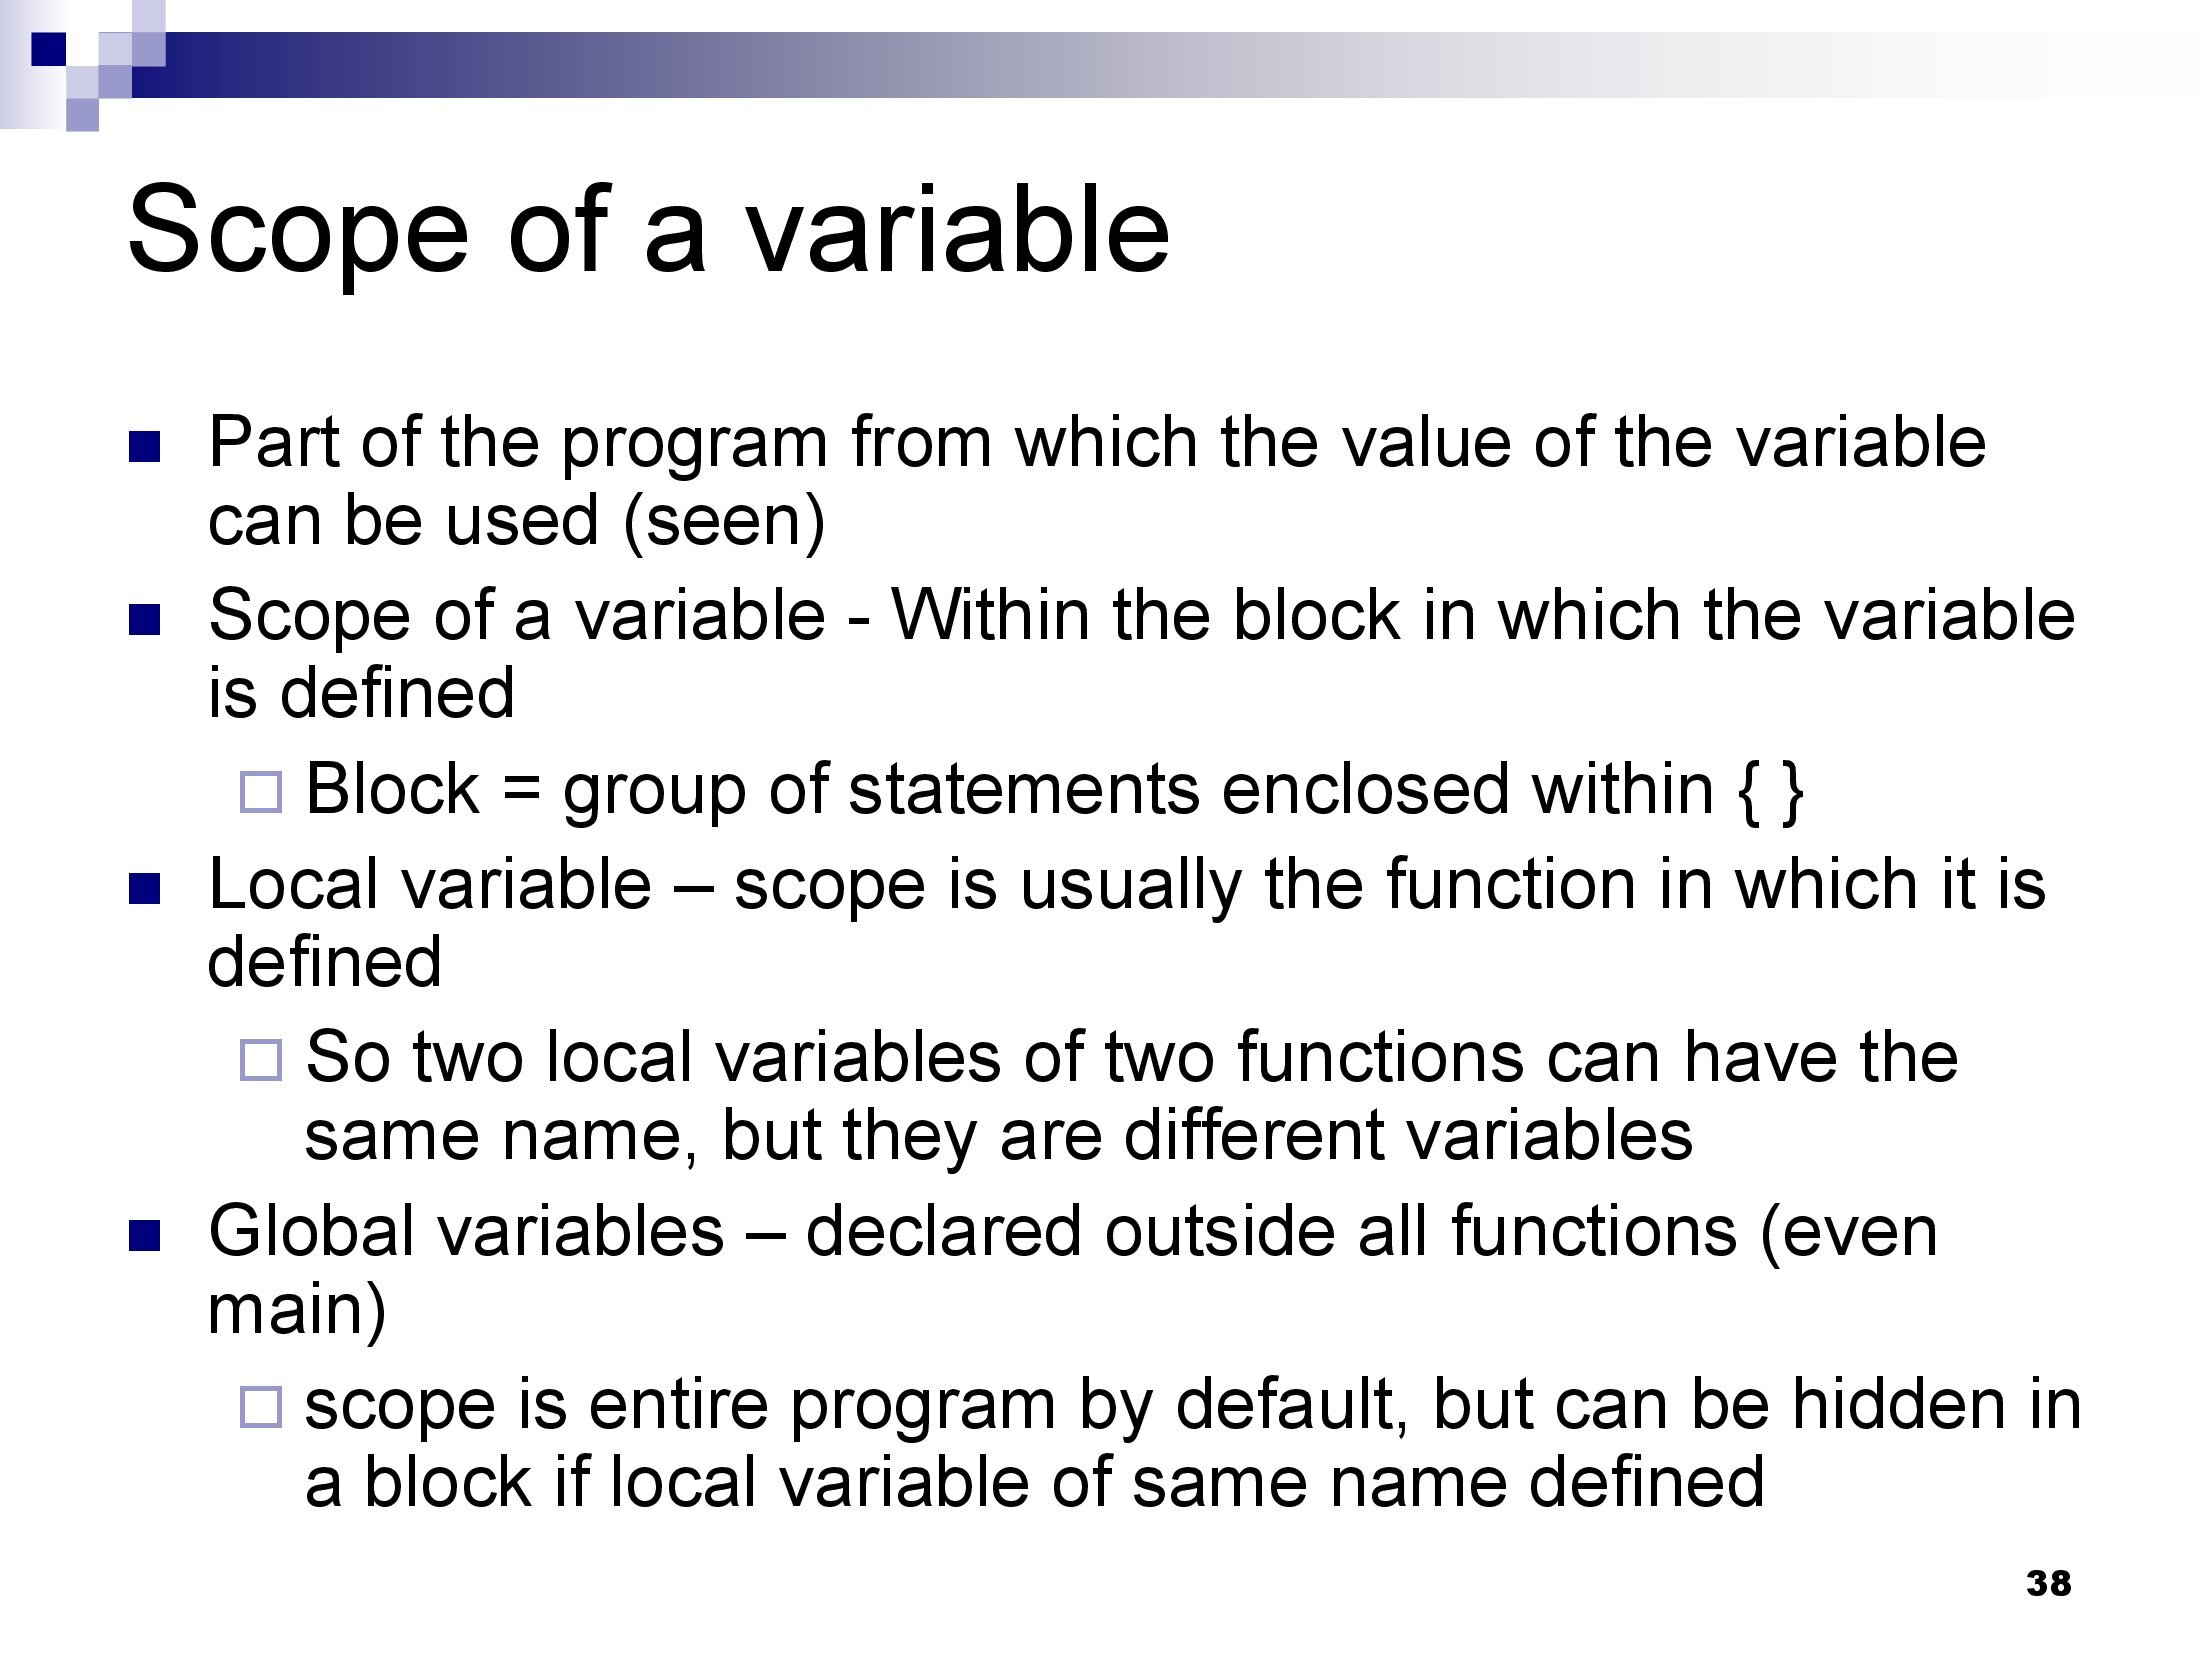 Scope of a variable
Part of the program from which the value of the variable
can be used (seen)
Scope of a variable - Within the block in which the variable
is defined
Block = group of statements enclosed within { }
Local variable – scope is usually the function in which it is
defined
So two local variables of two functions can have the
same name, but they are different variables
Global variables – declared outside all functions (even
main)
scope is entire program by default, but can be hidden in
a block if local variable of same name defined
38